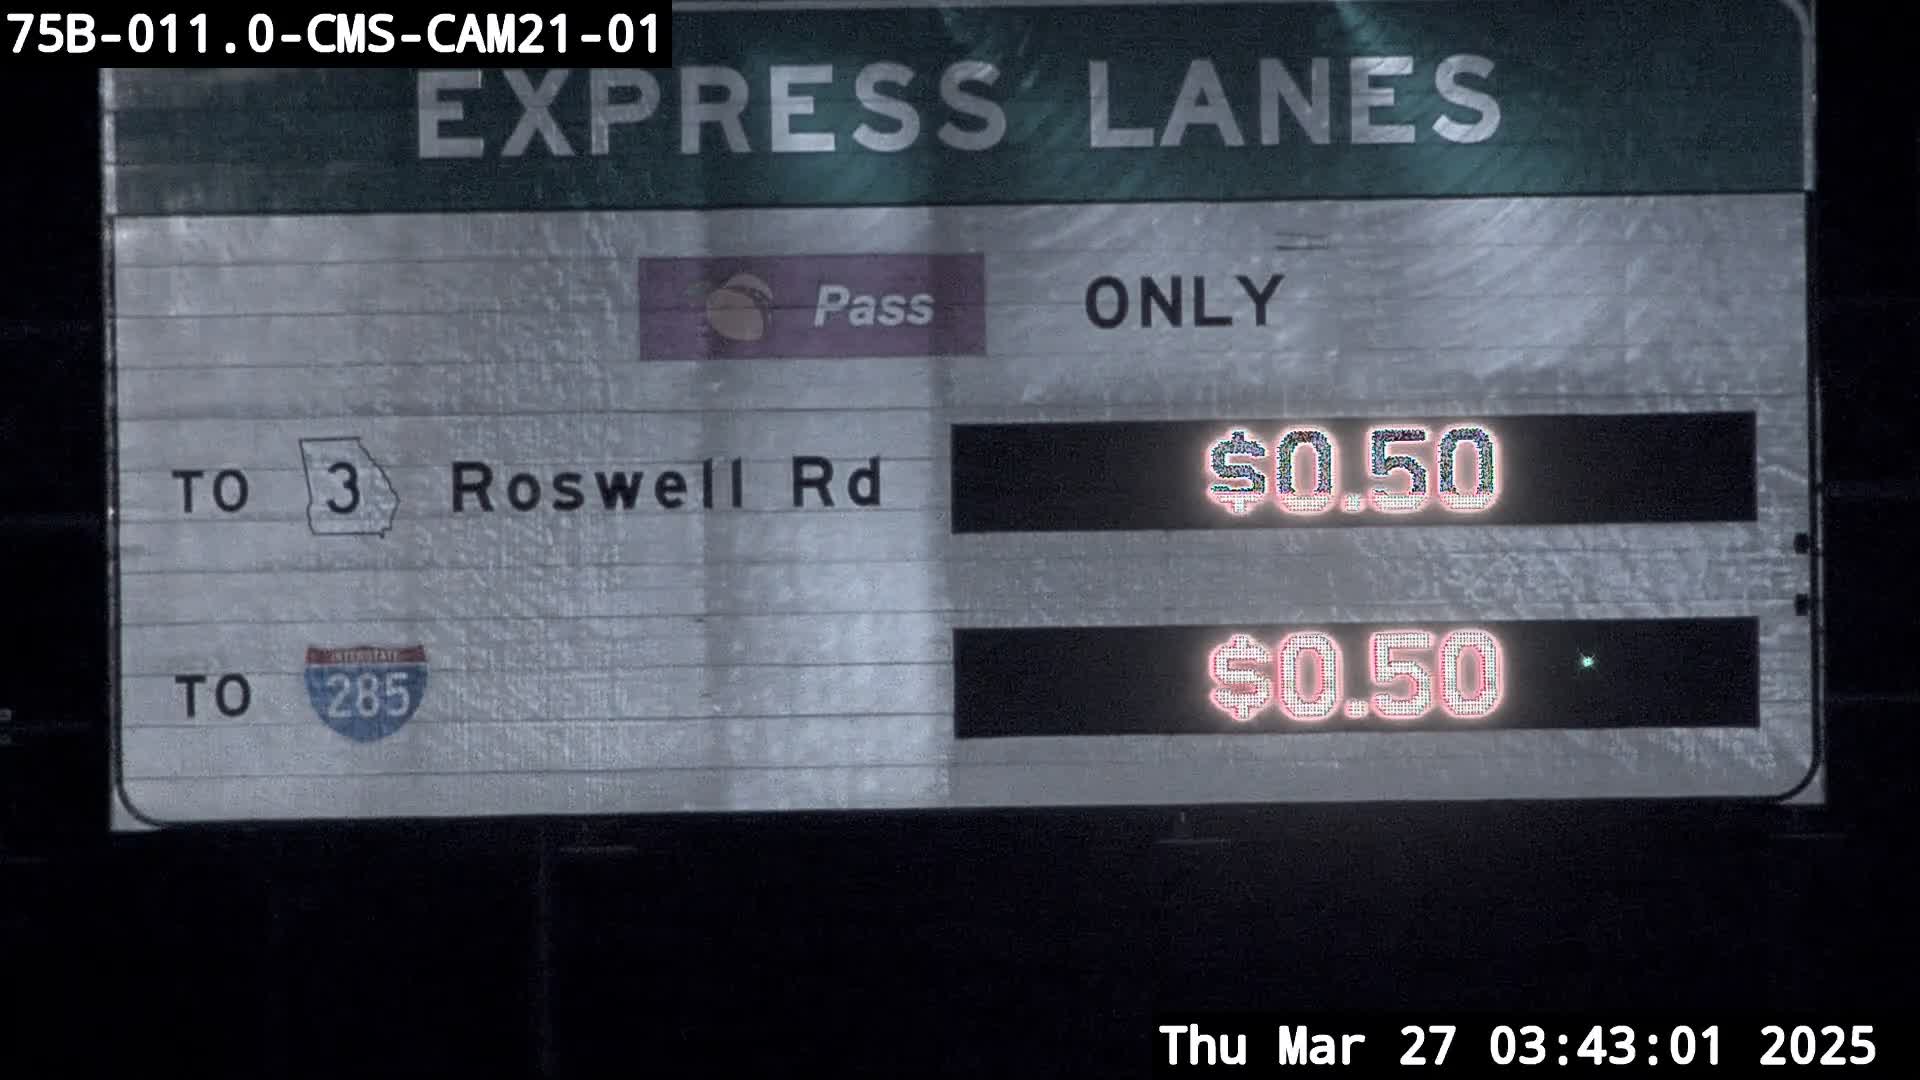 75B-011.0-CMS-CAM21-01
EXPRESS LANES
Pass ONLY
TO 3 Roswell Rd $0.50
TO INTERSTATE 285 $0.50
Thu Mar 27 03:43:01 2025